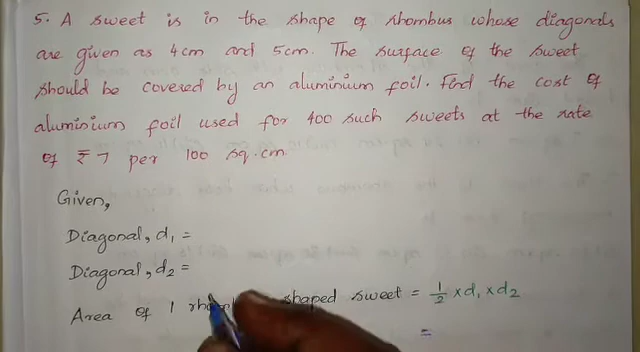 5. A sweet is in the shape of rhombus whose diagonals
are given as 4cm and 5cm. The surface of the sweet
should be covered by an aluminium foil. Find the cost of
aluminium foil used for 400 such sweets at the rate
of ₹7 per 100 sq.cm.
Given,
Diagonal, d₁ =
Diagonal, d₂ =
Area of 1 shaped sweet = 1/2 × d₁ × d₂
=